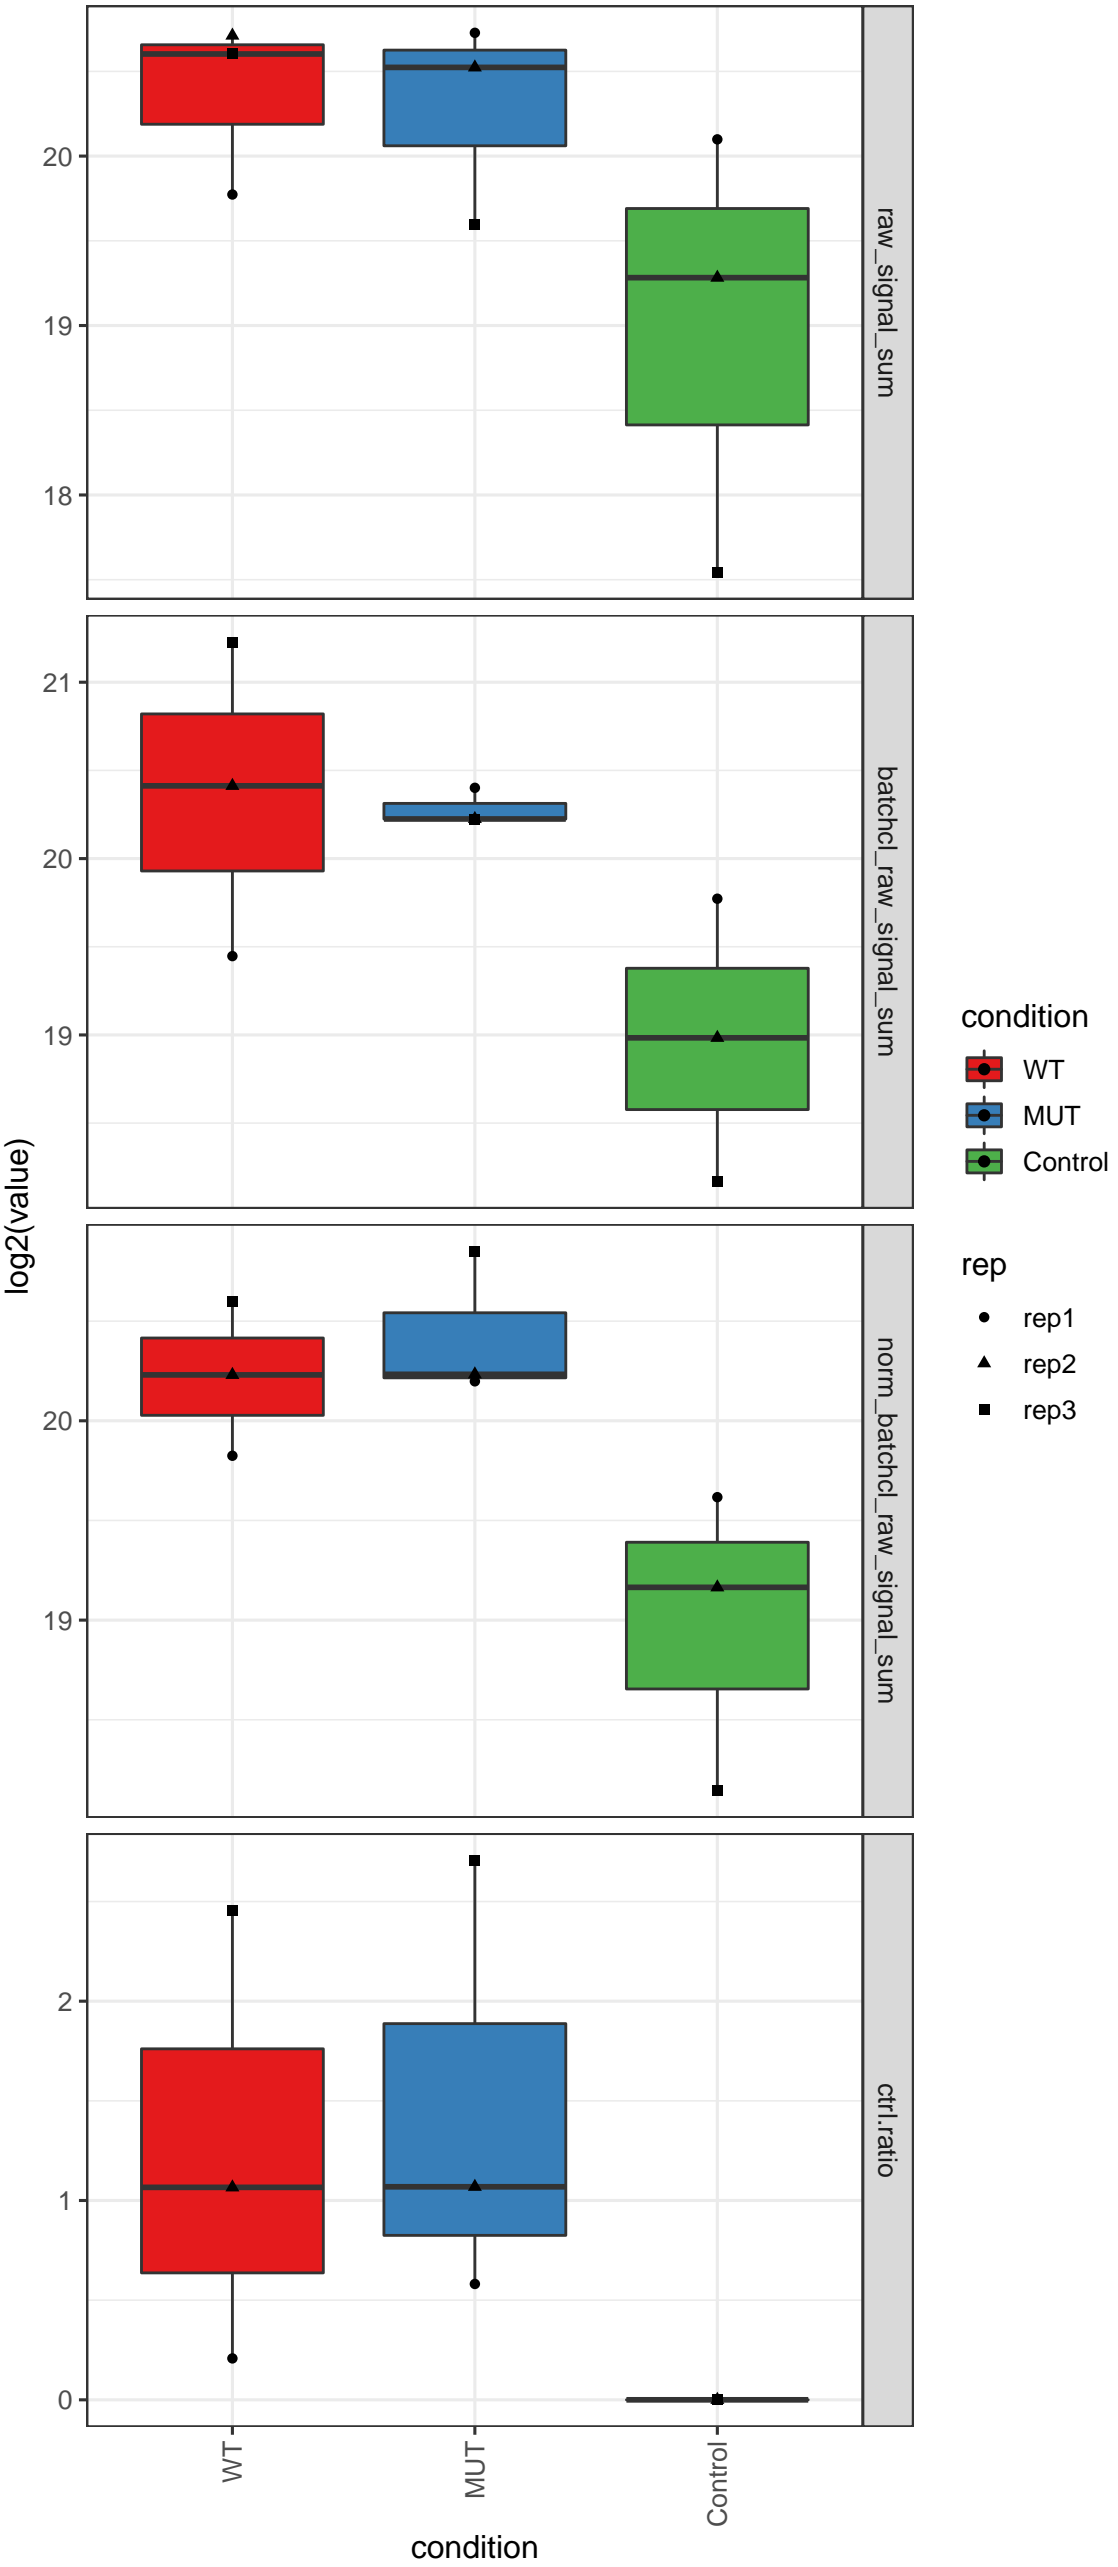 20
19
18
raw_signal_sum
21
20
19
batchcl_raw_signal_sum
20
19
norm_batchcl_raw_signal_sum
2
1
0
ctrl.ratio
log2(value)
WT
MUT
Control
condition
condition
WT
MUT
Control
rep
rep1
rep2
rep3